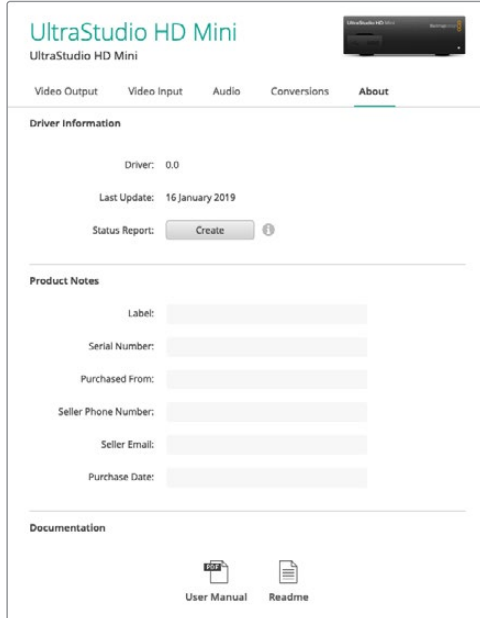 UltraStudio HD Mini
UltraStudio HD Mini
Video Output Video Input Audio Conversions About
Driver Information
Driver: 0.0
Last Update: 16 January 2019
Status Report: Create
Product Notes
Label:
Serial Number:
Purchased From:
Seller Phone Number:
Seller Email:
Purchase Date:
Documentation
PDF
User Manual Readme